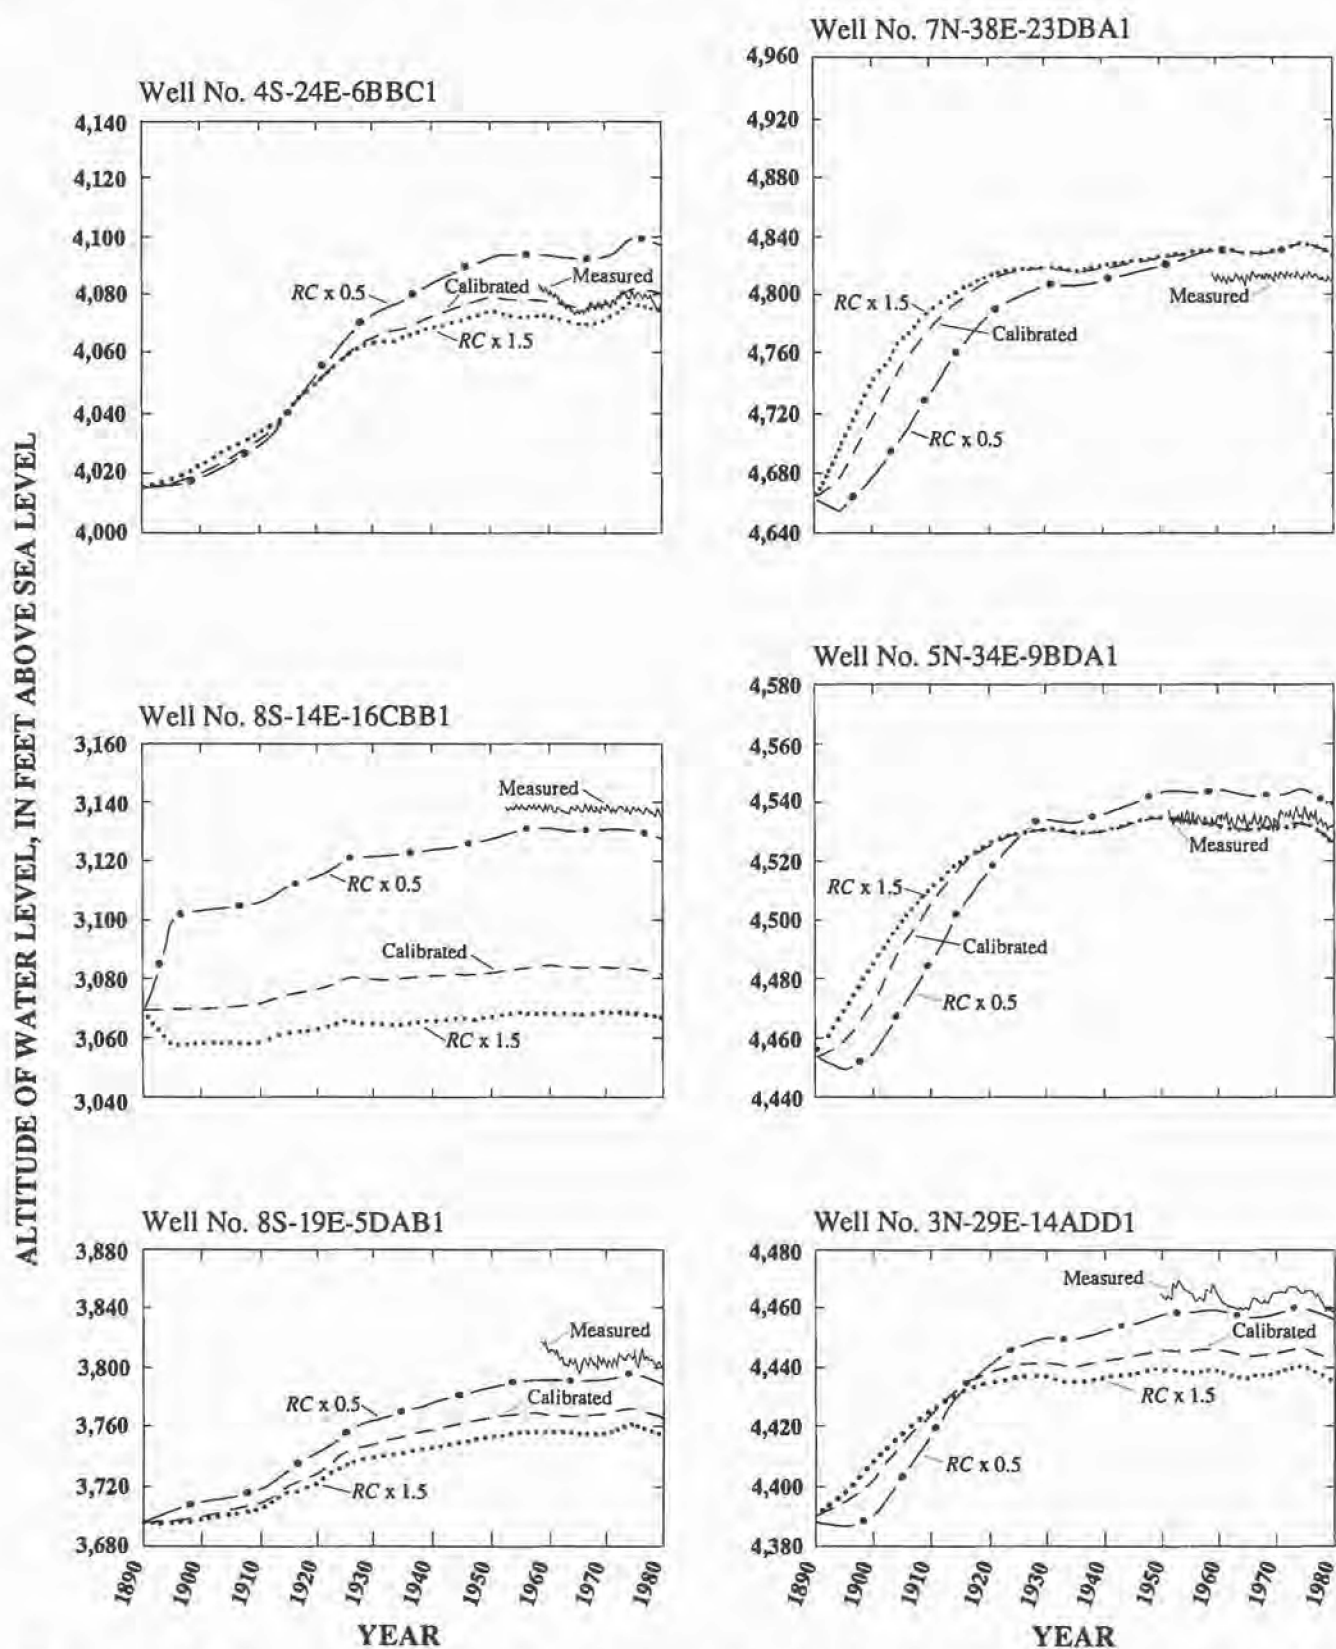 ALTITUDE OF WATER LEVEL, IN FEET ABOVE SEA LEVEL
Well No. 4S-24E-6BBC1
4,140
4,120
4,100
4,080
4,060
4,040
4,020
4,000
RC x 0.5
Calibrated
Measured
RC x 1.5
Well No. 7N-38E-23DBA1
4,960
4,920
4,880
4,840
4,800
4,760
4,720
4,680
4,640
RC x 1.5
Measured
Calibrated
RC x 0.5
Well No. 8S-14E-16CBB1
3,160
3,140
3,120
3,100
3,080
3,060
3,040
Measured
RC x 0.5
Calibrated
RC x 1.5
Well No. 5N-34E-9BDA1
4,580
4,560
4,540
4,520
4,500
4,480
4,460
4,440
Measured
RC x 1.5
Calibrated
RC x 0.5
Well No. 8S-19E-5DAB1
3,880
3,840
3,800
3,760
3,720
3,680
Measured
RC x 0.5
Calibrated
RC x 1.5
1890
1900
1910
1920
1930
1940
1950
1960
1970
1980
YEAR
Well No. 3N-29E-14ADD1
4,480
4,460
4,440
4,420
4,400
4,380
Measured
Calibrated
RC x 1.5
RC x 0.5
1890
1900
1910
1920
1930
1940
1950
1960
1970
1980
YEAR